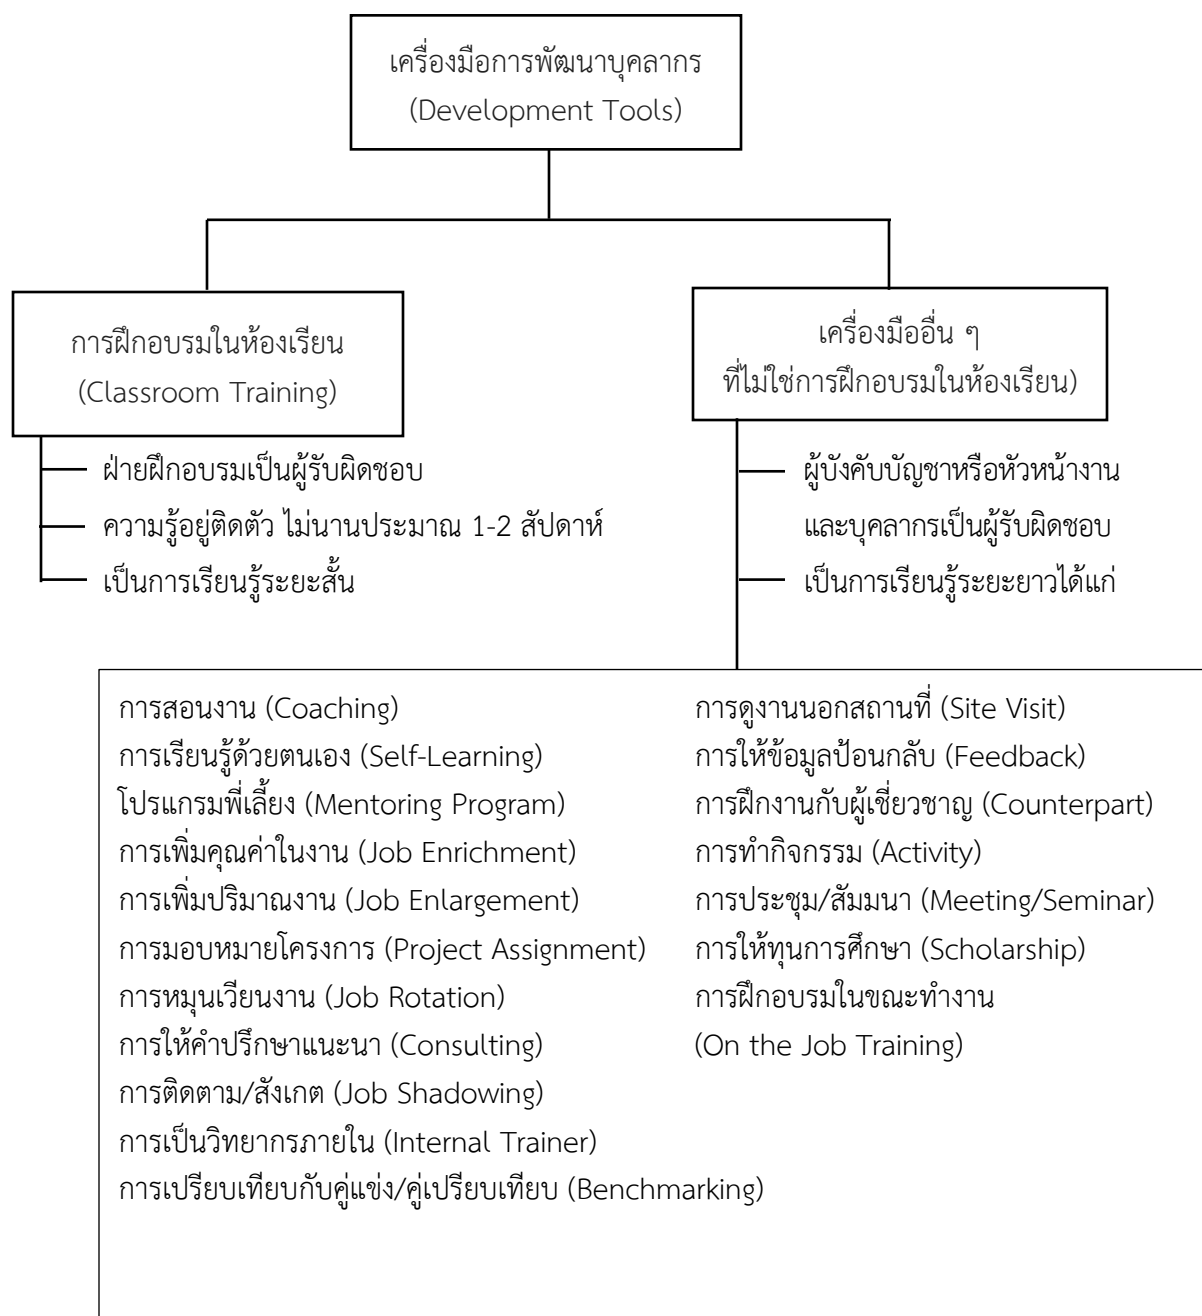 เครื่องมือการพัฒนาบุคลากร
(Development Tools)
การฝึกอบรมในห้องเรียน
(Classroom Training)
เครื่องมืออื่น ๆ
ที่ไม่ใช่การฝึกอบรมในห้องเรียน)
ฝ่ายฝึกอบรมเป็นผู้รับผิดชอบ
ความรู้อยู่ติดตัว ไม่นานประมาณ 1-2 สัปดาห์
เป็นการเรียนรู้ระยะสั้น
ผู้บังคับบัญชาหรือหัวหน้างาน
และบุคลากรเป็นผู้รับผิดชอบ
เป็นการเรียนรู้ระยะยาวได้แก่
การสอนงาน (Coaching)
การเรียนรู้ด้วยตนเอง (Self-Learning)
โปรแกรมพี่เลี้ยง (Mentoring Program)
การเพิ่มคุณค่าในงาน (Job Enrichment)
การเพิ่มปริมาณงาน (Job Enlargement)
การมอบหมายโครงการ (Project Assignment)
การหมุนเวียนงาน (Job Rotation)
การให้คำปรึกษาแนะนำ (Consulting)
การติดตาม/สังเกต (Job Shadowing)
การเป็นวิทยากรภายใน (Internal Trainer)
การเปรียบเทียบกับคู่แข่ง/คู่เปรียบเทียบ (Benchmarking)
การดูงานนอกสถานที่ (Site Visit)
การให้ข้อมูลป้อนกลับ (Feedback)
การฝึกงานกับผู้เชี่ยวชาญ (Counterpart)
การทำกิจกรรม (Activity)
การประชุม/สัมมนา (Meeting/Seminar)
การให้ทุนการศึกษา (Scholarship)
การฝึกอบรมในขณะทำงาน
(On the Job Training)